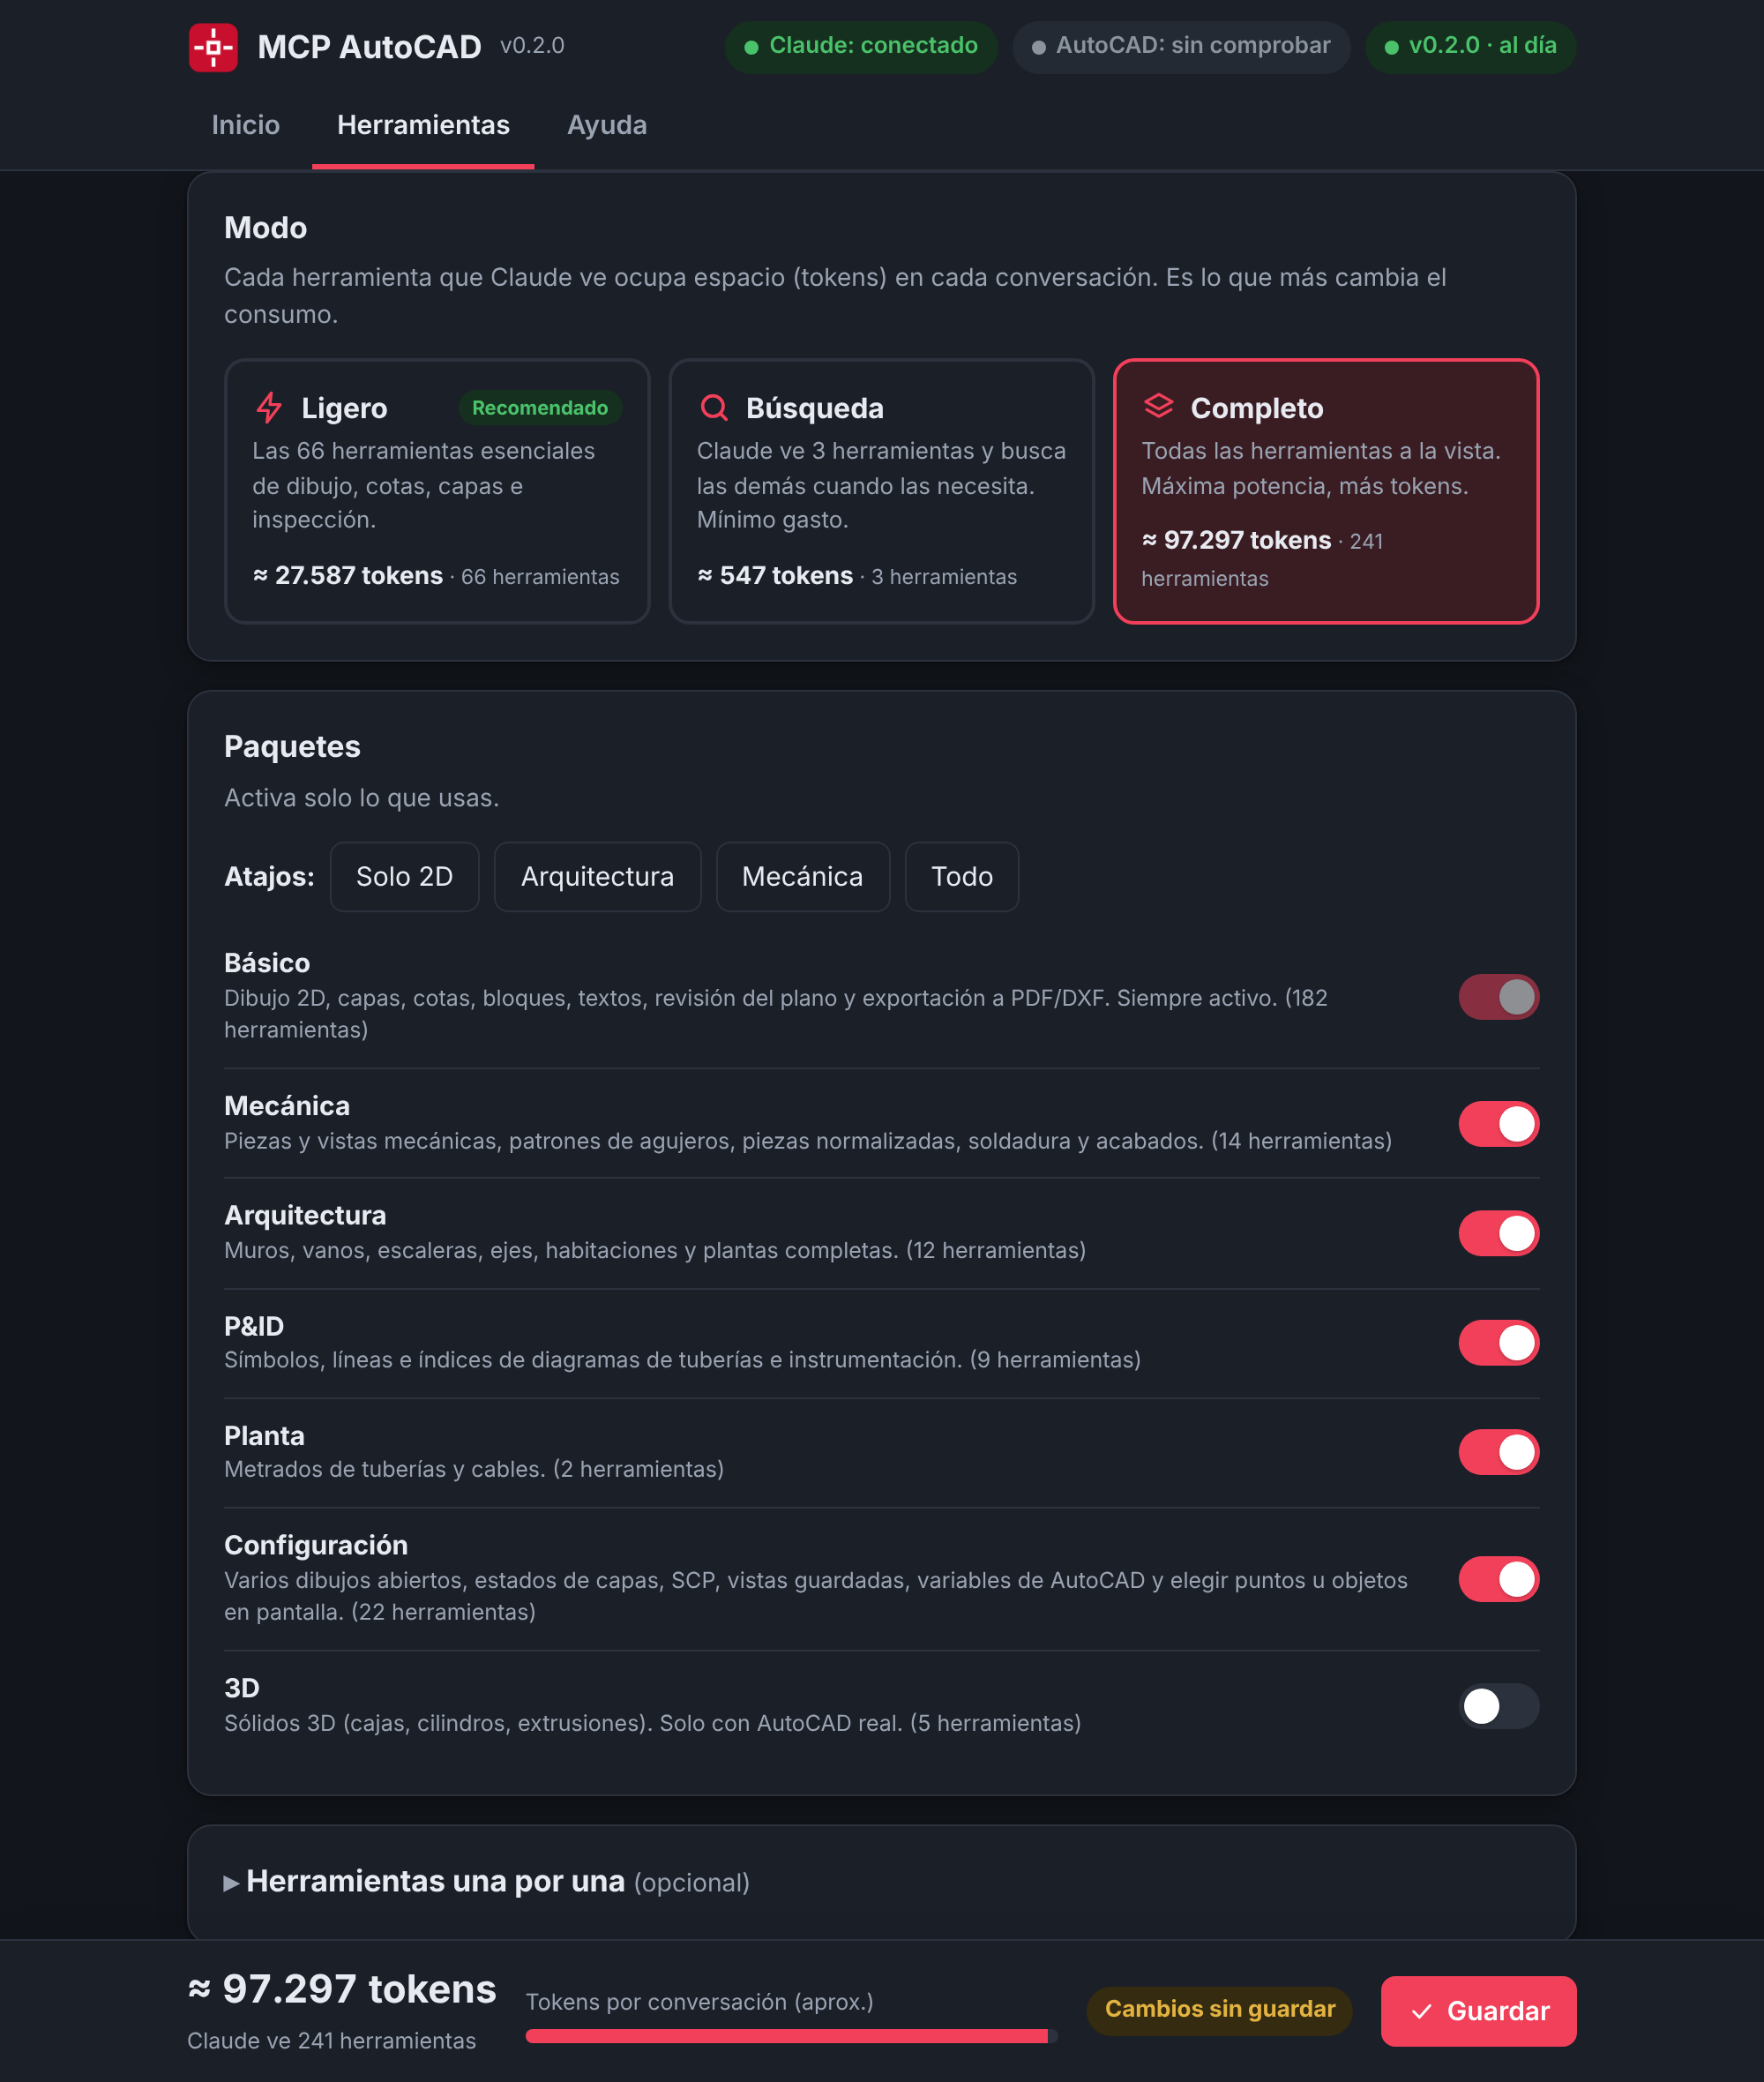 MCP AutoCAD v0.2.0
Claude: conectado
AutoCAD: sin comprobar
v0.2.0 · al día
Inicio
Herramientas
Ayuda
Modo
Cada herramienta que Claude ve ocupa espacio (tokens) en cada conversación. Es lo que más cambia el
consumo.
Ligero
Recomendado
Las 66 herramientas esenciales
de dibujo, cotas, capas e
inspección.
≈ 27.587 tokens · 66 herramientas
Búsqueda
Claude ve 3 herramientas y busca
las demás cuando las necesita.
Mínimo gasto.
≈ 547 tokens · 3 herramientas
Completo
Todas las herramientas a la vista.
Máxima potencia, más tokens.
≈ 97.297 tokens · 241
herramientas
Paquetes
Activa solo lo que usas.
Atajos:
Solo 2D
Arquitectura
Mecánica
Todo
Básico
Dibujo 2D, capas, cotas, bloques, textos, revisión del plano y exportación a PDF/DXF. Siempre activo. (182
herramientas)
Mecánica
Piezas y vistas mecánicas, patrones de agujeros, piezas normalizadas, soldadura y acabados. (14 herramientas)
Arquitectura
Muros, vanos, escaleras, ejes, habitaciones y plantas completas. (12 herramientas)
P&ID
Símbolos, líneas e índices de diagramas de tuberías e instrumentación. (9 herramientas)
Planta
Metrados de tuberías y cables. (2 herramientas)
Configuración
Varios dibujos abiertos, estados de capas, SCP, vistas guardadas, variables de AutoCAD y elegir puntos u objetos
en pantalla. (22 herramientas)
3D
Sólidos 3D (cajas, cilindros, extrusiones). Solo con AutoCAD real. (5 herramientas)
Herramientas una por una (opcional)
≈ 97.297 tokens
Claude ve 241 herramientas
Tokens por conversación (aprox.)
Cambios sin guardar
Guardar